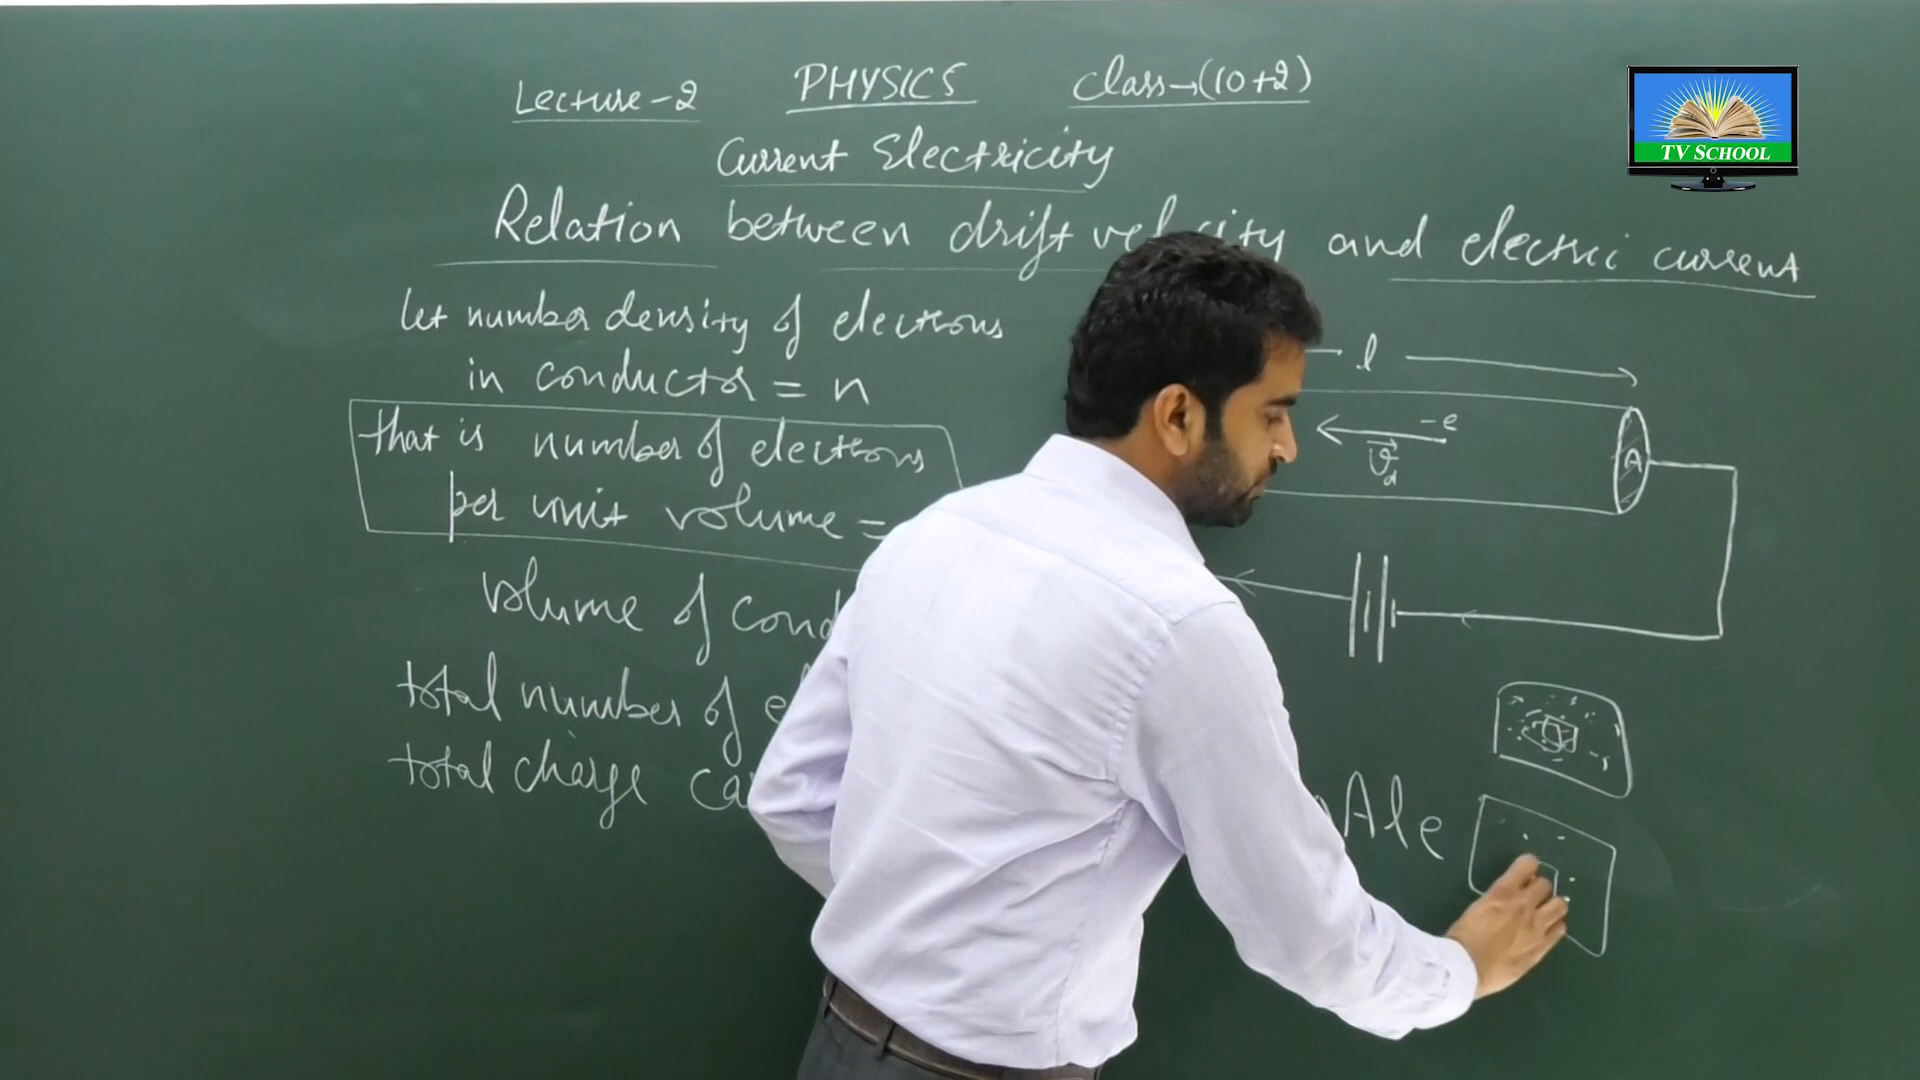 Lecture-2 PHYSICS Class→(10+2)
TV SCHOOL
Current Electricity
Relation between drift velocity and electric current
let number density of electrons
in conductor = n
that is number of electrons
per unit volume =
volume of
total number of
total charge
l
-e
v⃗d
A
Ale